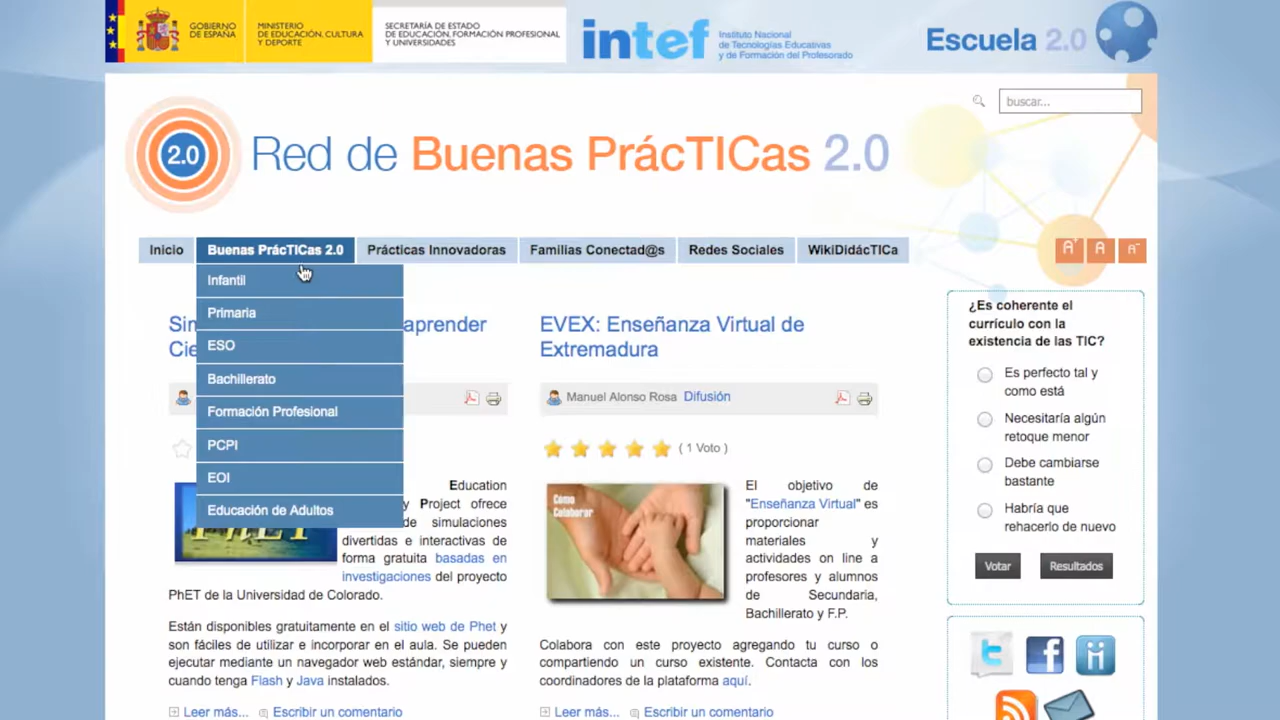 GOBIERNO
DE ESPAÑA
MINISTERIO
DE EDUCACIÓN, CULTURA
Y DEPORTE
SECRETARÍA DE ESTADO
DE EDUCACIÓN, FORMACIÓN PROFESIONAL
Y UNIVERSIDADES
intef
Instituto Nacional
de Tecnologías Educativas
y de Formación del Profesorado
Escuela 2.0
buscar...
2.0
Red de Buenas PrácTICas 2.0
Inicio
Buenas PrácTICas 2.0
Prácticas Innovadoras
Familias Conectad@s
Redes Sociales
WikiDidácTICa
A+
A
A-
Infantil
Primaria
ESO
Bachillerato
Formación Profesional
PCPI
EOI
Educación de Adultos
aprender
EVEX: Enseñanza Virtual de
Extremadura
Manuel Alonso Rosa Difusión
( 1 Voto )
Education
y Project ofrece
de simulaciones
divertidas e interactivas de
forma gratuita basadas en
investigaciones del proyecto
PhET de la Universidad de Colorado.
Están disponibles gratuitamente en el sitio web de Phet y
son fáciles de utilizar e incorporar en el aula. Se pueden
ejecutar mediante un navegador web estándar, siempre y
cuando tenga Flash y Java instalados.
Leer más...
Escribir un comentario
Cómo
Colaborar
El objetivo de
"Enseñanza Virtual" es
proporcionar
materiales y
actividades on line a
profesores y alumnos
de Secundaria,
Bachillerato y F.P.
Colabora con este proyecto agregando tu curso o
compartiendo un curso existente. Contacta con los
coordinadores de la plataforma aquí.
Leer más...
Escribir un comentario
¿Es coherente el
currículo con la
existencia de las TIC?
Es perfecto tal y
como está
Necesitaría algún
retoque menor
Debe cambiarse
bastante
Habría que
rehacerlo de nuevo
Votar
Resultados